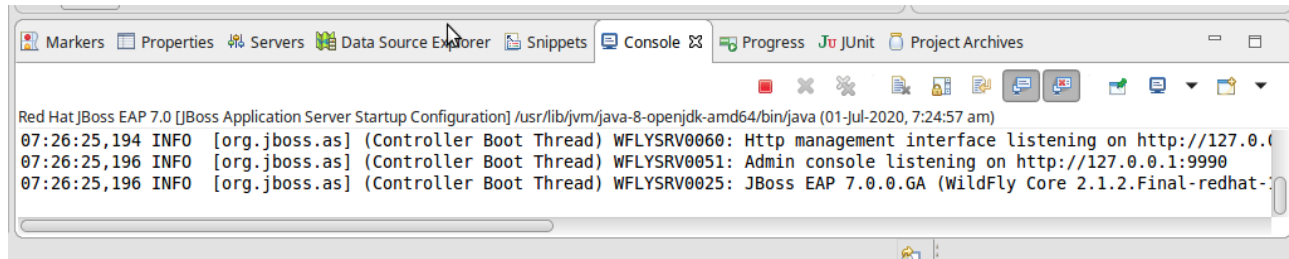 Markers Properties Servers Data Source Explorer Snippets Console Progress JU JUnit Project Archives
Red Hat JBoss EAP 7.0 [JBoss Application Server Startup Configuration] /usr/lib/jvm/java-8-openjdk-amd64/bin/java (01-Jul-2020, 7:24:57 am)
07:26:25,194 INFO  [org.jboss.as] (Controller Boot Thread) WFLYSRV0060: Http management interface listening on http://127.0.
07:26:25,196 INFO  [org.jboss.as] (Controller Boot Thread) WFLYSRV0051: Admin console listening on http://127.0.0.1:9990
07:26:25,196 INFO  [org.jboss.as] (Controller Boot Thread) WFLYSRV0025: JBoss EAP 7.0.0.GA (WildFly Core 2.1.2.Final-redhat-